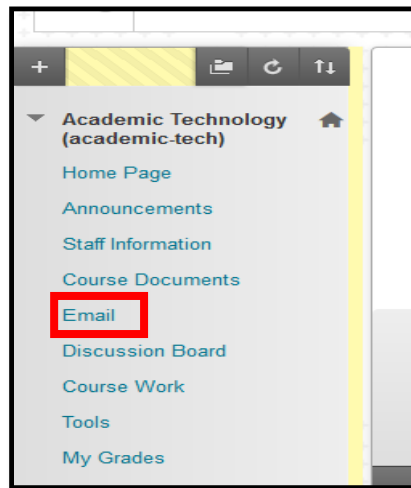 Academic Technology
(academic-tech)
Home Page
Announcements
Staff Information
Course Documents
Email
Discussion Board
Course Work
Tools
My Grades